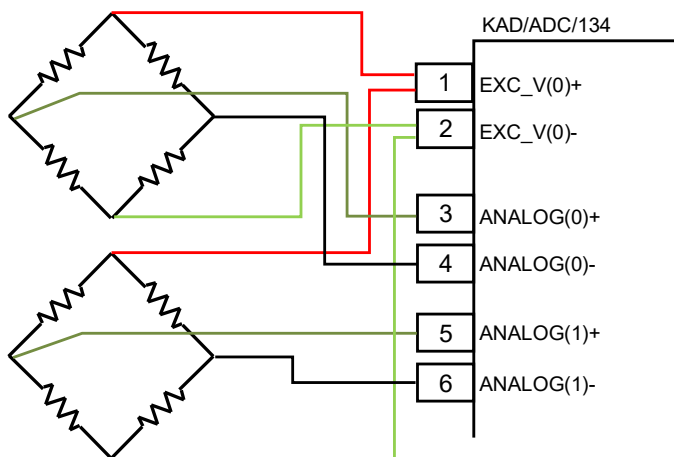 KAD/ADC/134
1 EXC_V(0)+
2 EXC_V(0)-
3 ANALOG(0)+
4 ANALOG(0)-
5 ANALOG(1)+
6 ANALOG(1)-